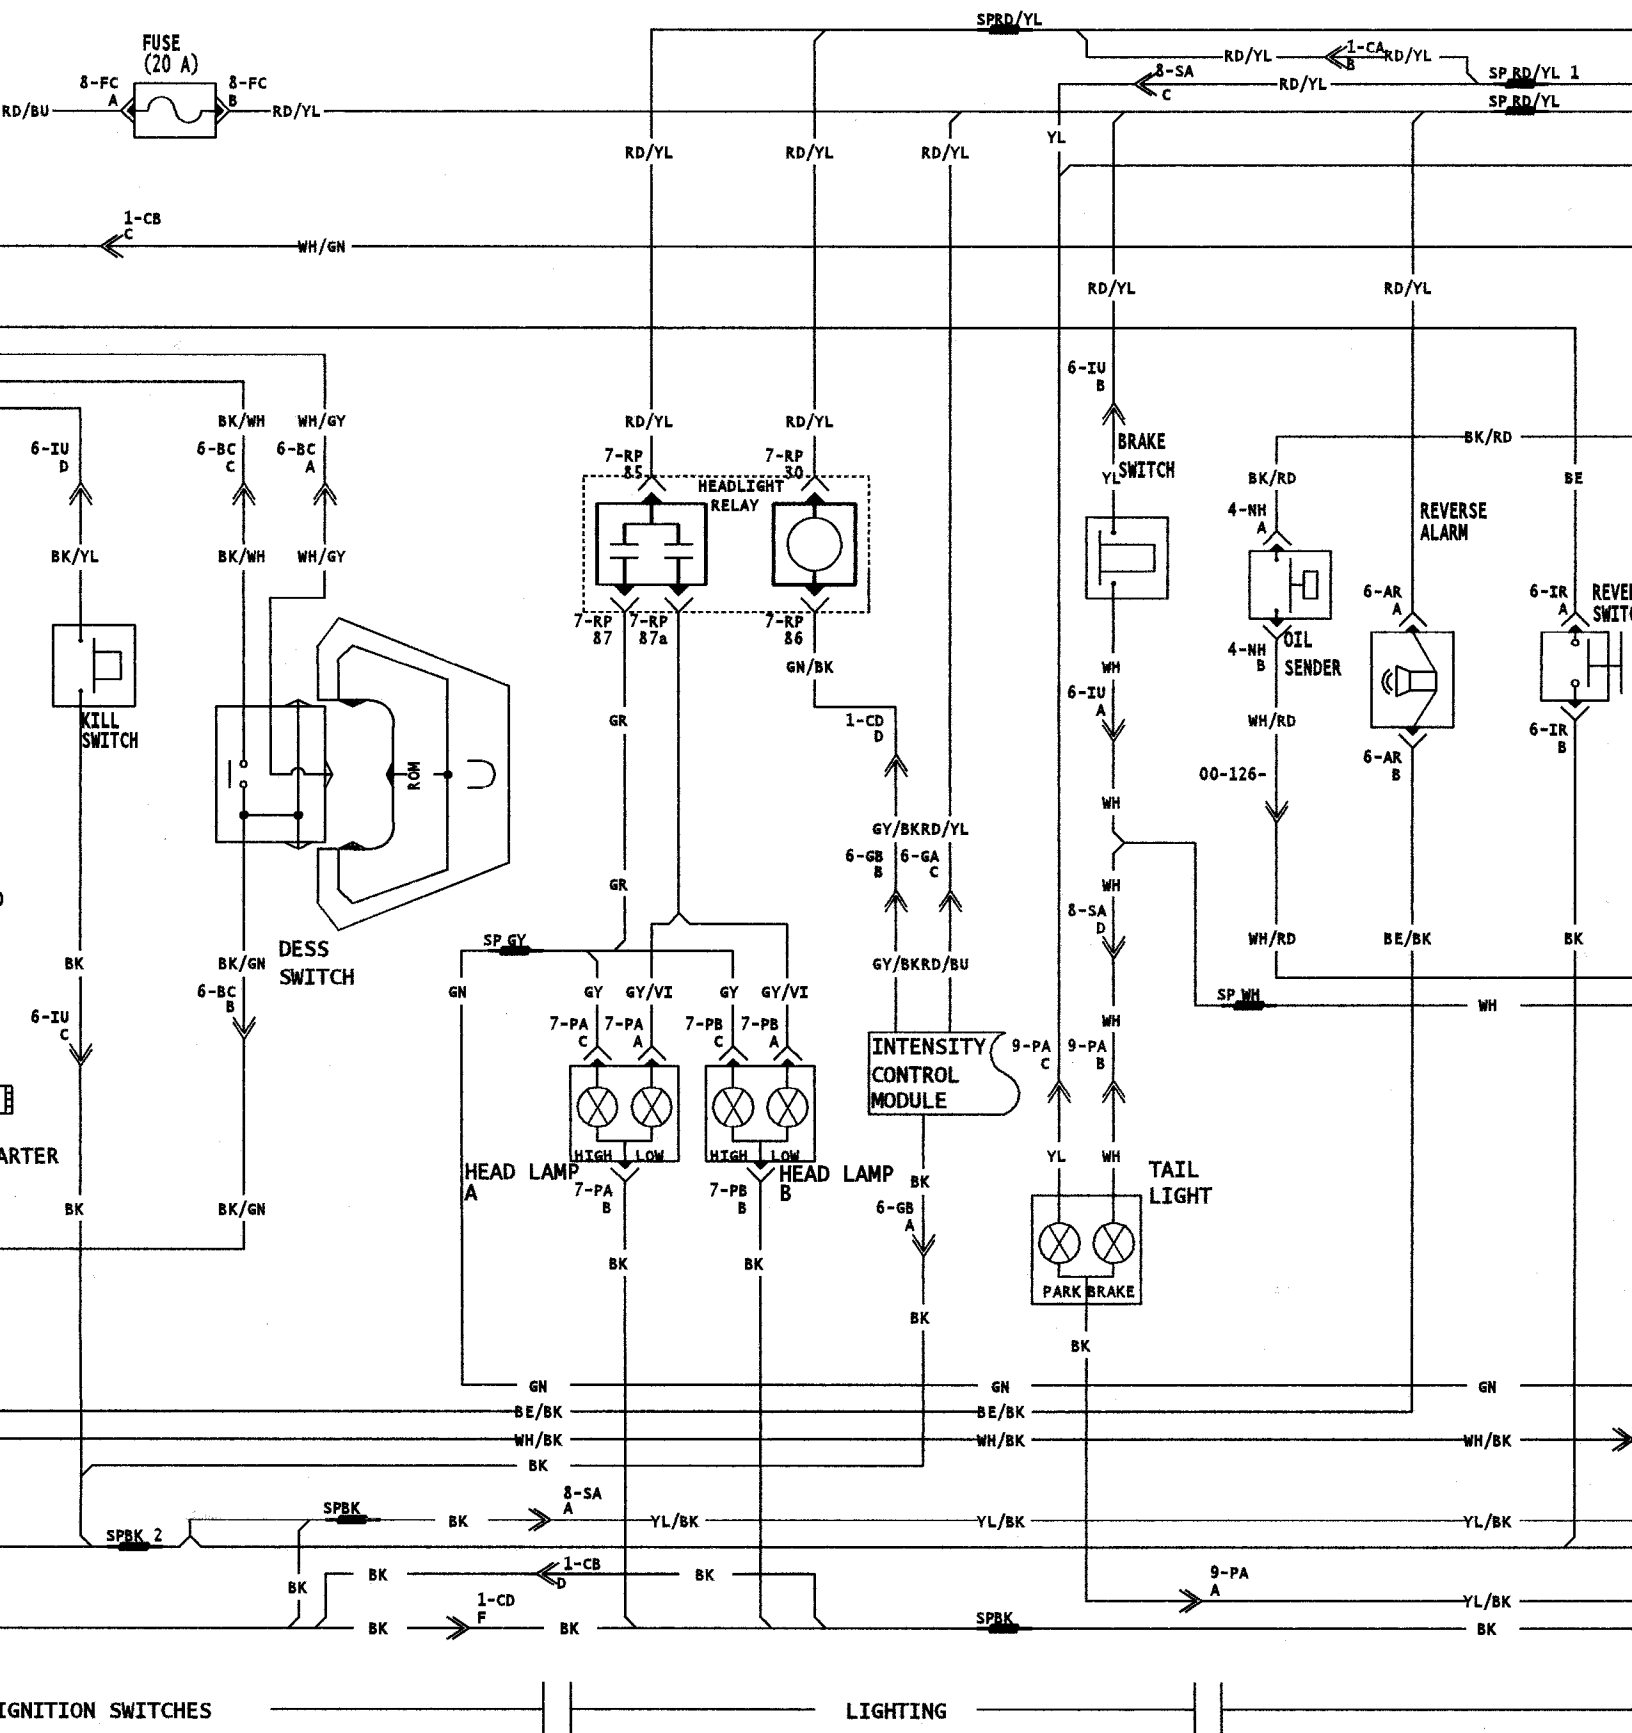 SPRD/YL
FUSE
(20 A)
RD/YL 1-CA RD/YL
B
8-SA
C
RD/YL
SP RD/YL 1
SP RD/YL
8-FC
A
8-FC
B
RD/BU
RD/YL
YL
RD/YL RD/YL RD/YL
1-CB
C
WH/GN
RD/YL RD/YL
6-IU
B
BK/WH WH/GY RD/YL RD/YL
6-IU
D
6-BC
C
6-BC
A
7-RP
85
7-RP
30
BRAKE
SWITCH
YL
BK/RD
BK/RD
BE
HEADLIGHT
RELAY
4-NH
A
REVERSE
ALARM
BK/YL BK/WH WH/GY
7-RP
87
7-RP
87a
7-RP
86
6-AR
A
6-IR
A
REVE
SWIT
GN/BK
WH
4-NH
B
OIL
SENDER
6-IU
A
KILL
SWITCH
GR
1-CD
D
WH/RD
6-IR
B
6-AR
B
ROM
00-126-
WH
GY/BK RD/YL
6-GB
B
6-GA
C
GR
WH
8-SA
D
SP GY
DESS
SWITCH
WH/RD BE/BK BK
BK
BK/GN
GY/BK RD/BU
6-BC
B
GN GY GY/VI GY GY/VI
SP WH
WH
6-IU
C
7-PA
C
7-PA
A
7-PB
C
7-PB
A
WH
INTENSITY
CONTROL
MODULE
9-PA
C
9-PA
B
ARTER
HIGH LOW
HIGH LOW
HEAD LAMP
A
HEAD LAMP
B
YL WH
TAIL
LIGHT
7-PA
B
7-PB
B
BK
6-GB
A
BK BK/GN
BK BK
PARK BRAKE
BK
BK
GN GN GN
BE/BK BE/BK
WH/BK WH/BK WH/BK
BK
8-SA
A
SPBK
BK YL/BK YL/BK YL/BK
SPBK 2
BK
1-CB
D
BK
BK
9-PA
A
1-CD
F
YL/BK
BK BK
SPBK
BK
IGNITION SWITCHES LIGHTING